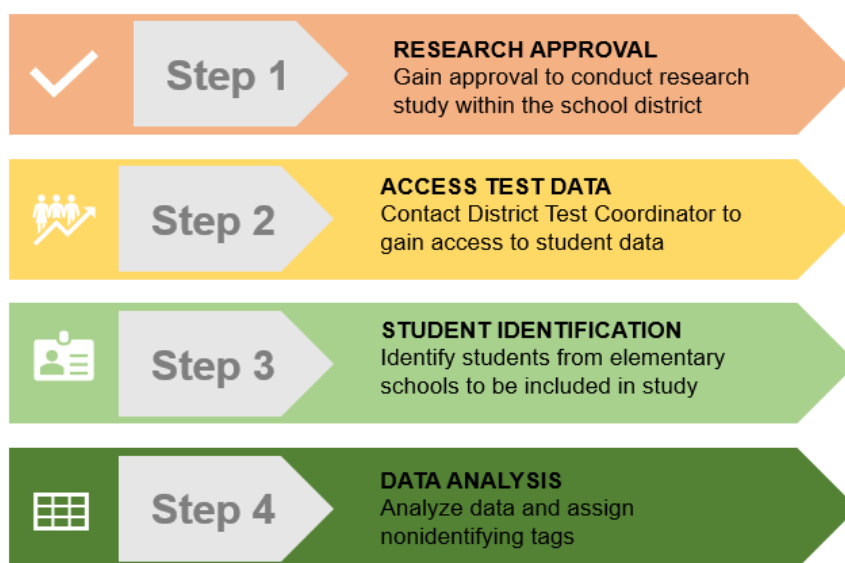 Step 1
RESEARCH APPROVAL
Gain approval to conduct research
study within the school district
Step 2
ACCESS TEST DATA
Contact District Test Coordinator to
gain access to student data
Step 3
STUDENT IDENTIFICATION
Identify students from elementary
schools to be included in study
Step 4
DATA ANALYSIS
Analyze data and assign
nonidentifying tags